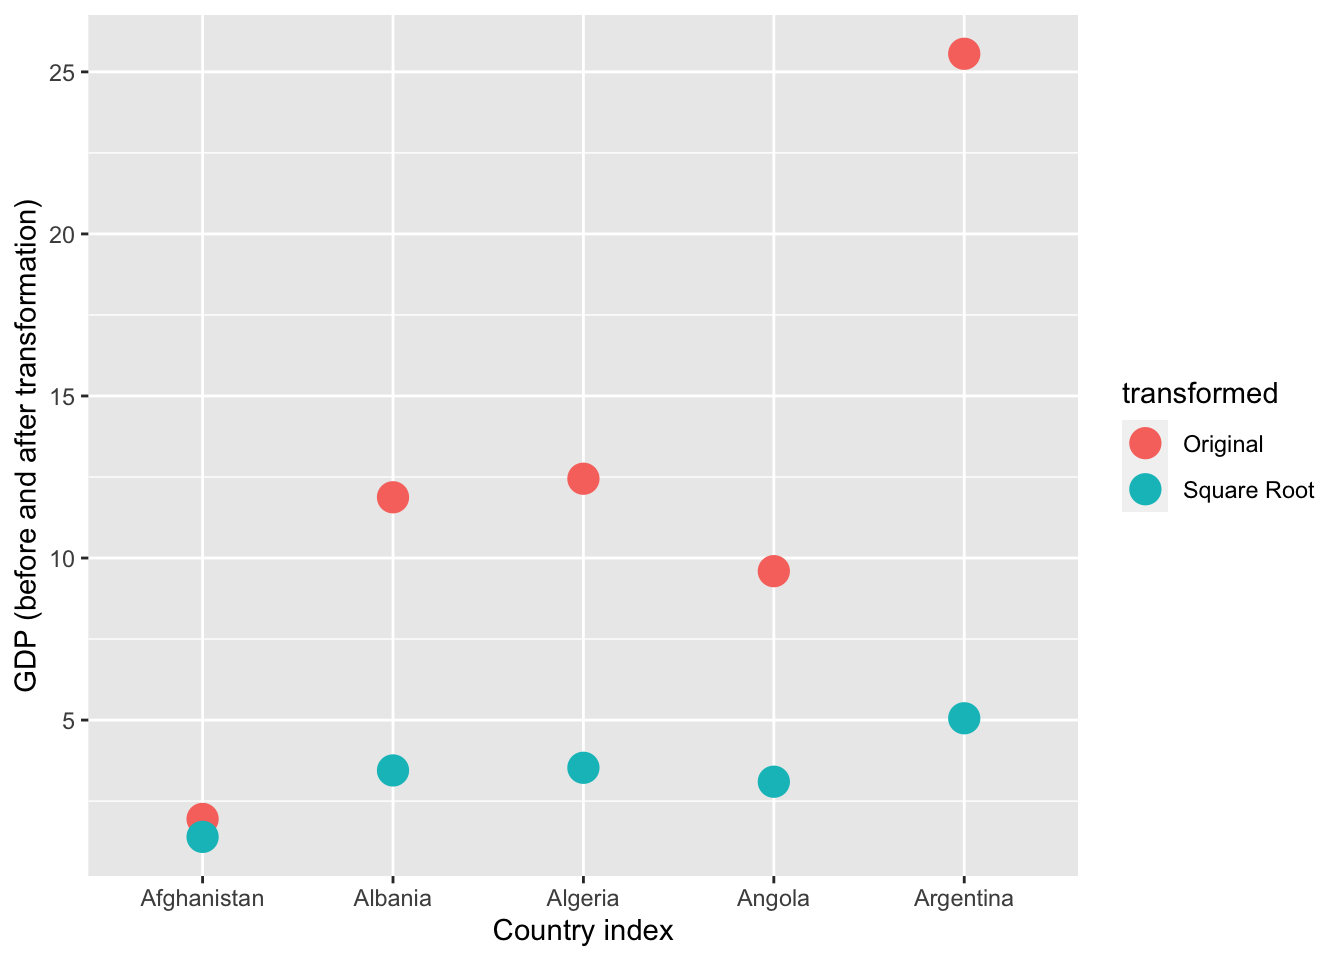 GDP (before and after transformation)
25
20
15
10
5
Afghanistan
Albania
Algeria
Angola
Argentina
Country index
transformed
Original
Square Root